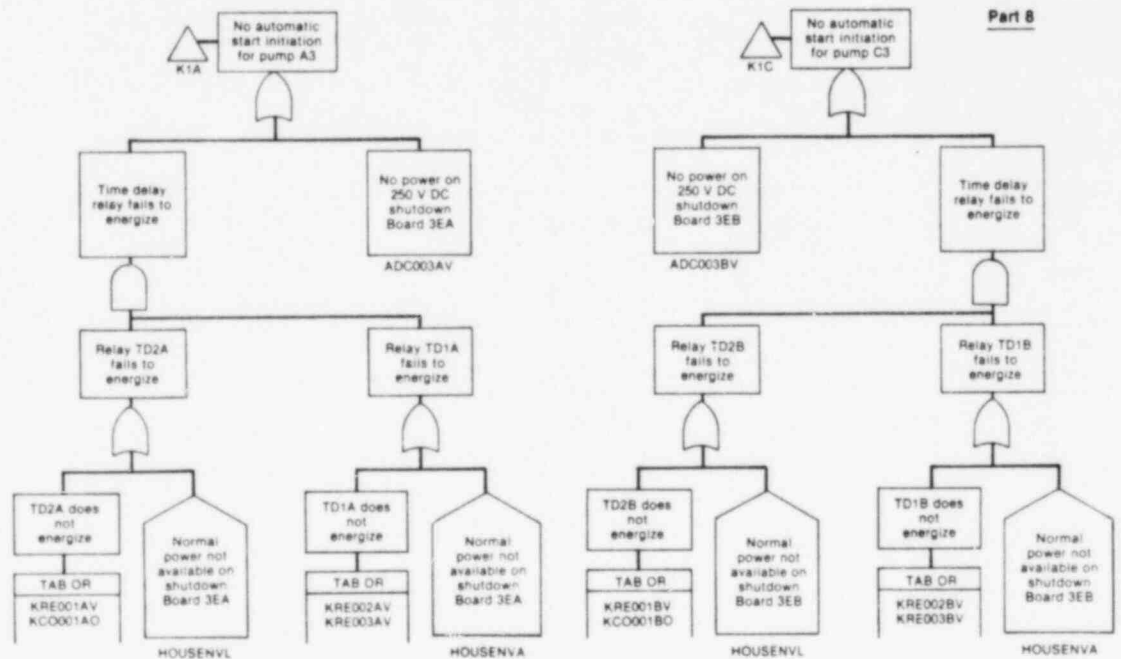 Part 8
No automatic
start initiation
for pump A3
K1A
No automatic
start initiation
for pump C3
K1C
Time delay
relay fails to
energize
No power on
250 V DC
shutdown
Board 3EA
ADC003AV
No power on
250 V DC
shutdown
Board 3EB
ADC003BV
Time delay
relay fails to
energize
Relay TD2A
fails to
energize
Relay TD1A
fails to
energize
Relay TD2B
fails to
energize
Relay TD1B
fails to
energize
TD2A does
not
energize
TAB OR
KRE001AV
KCO001AO
Normal
power not
available on
shutdown
Board 3EA
HOUSENVL
TD1A does
not
energize
TAB OR
KRE002AV
KRE003AV
Normal
power not
available on
shutdown
Board 3EA
HOUSENVA
TD2B does
not
energize
TAB OR
KRE001BV
KCO001BO
Normal
power not
available on
shutdown
Board 3EB
HOUSENVL
TD1B does
not
energize
TAB OR
KRE002BV
KRE003BV
Normal
power not
available on
shutdown
Board 3EB
HOUSENVA